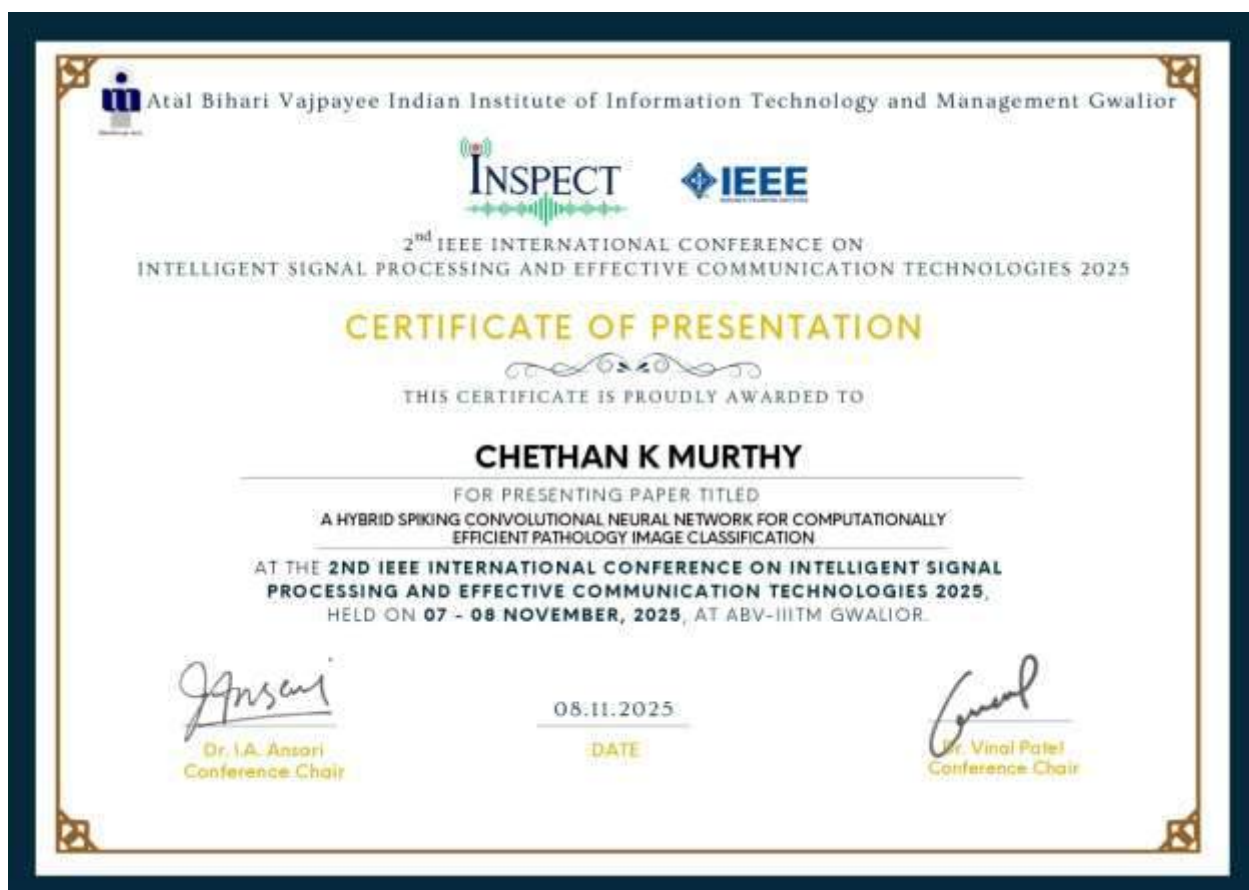 Atal Bihari Vajpayee Indian Institute of Information Technology and Management Gwalior
INSPECT
IEEE
2nd IEEE INTERNATIONAL CONFERENCE ON
INTELLIGENT SIGNAL PROCESSING AND EFFECTIVE COMMUNICATION TECHNOLOGIES 2025
CERTIFICATE OF PRESENTATION
THIS CERTIFICATE IS PROUDLY AWARDED TO
CHETHAN K MURTHY
FOR PRESENTING PAPER TITLED
A HYBRID SPIKING CONVOLUTIONAL NEURAL NETWORK FOR COMPUTATIONALLY
EFFICIENT PATHOLOGY IMAGE CLASSIFICATION
AT THE 2ND IEEE INTERNATIONAL CONFERENCE ON INTELLIGENT SIGNAL
PROCESSING AND EFFECTIVE COMMUNICATION TECHNOLOGIES 2025,
HELD ON 07 - 08 NOVEMBER, 2025, AT ABV-IIITM GWALIOR.
08.11.2025
Dr. I.A. Ansari
Conference Chair
DATE
Dr. Vinal Patel
Conference Chair